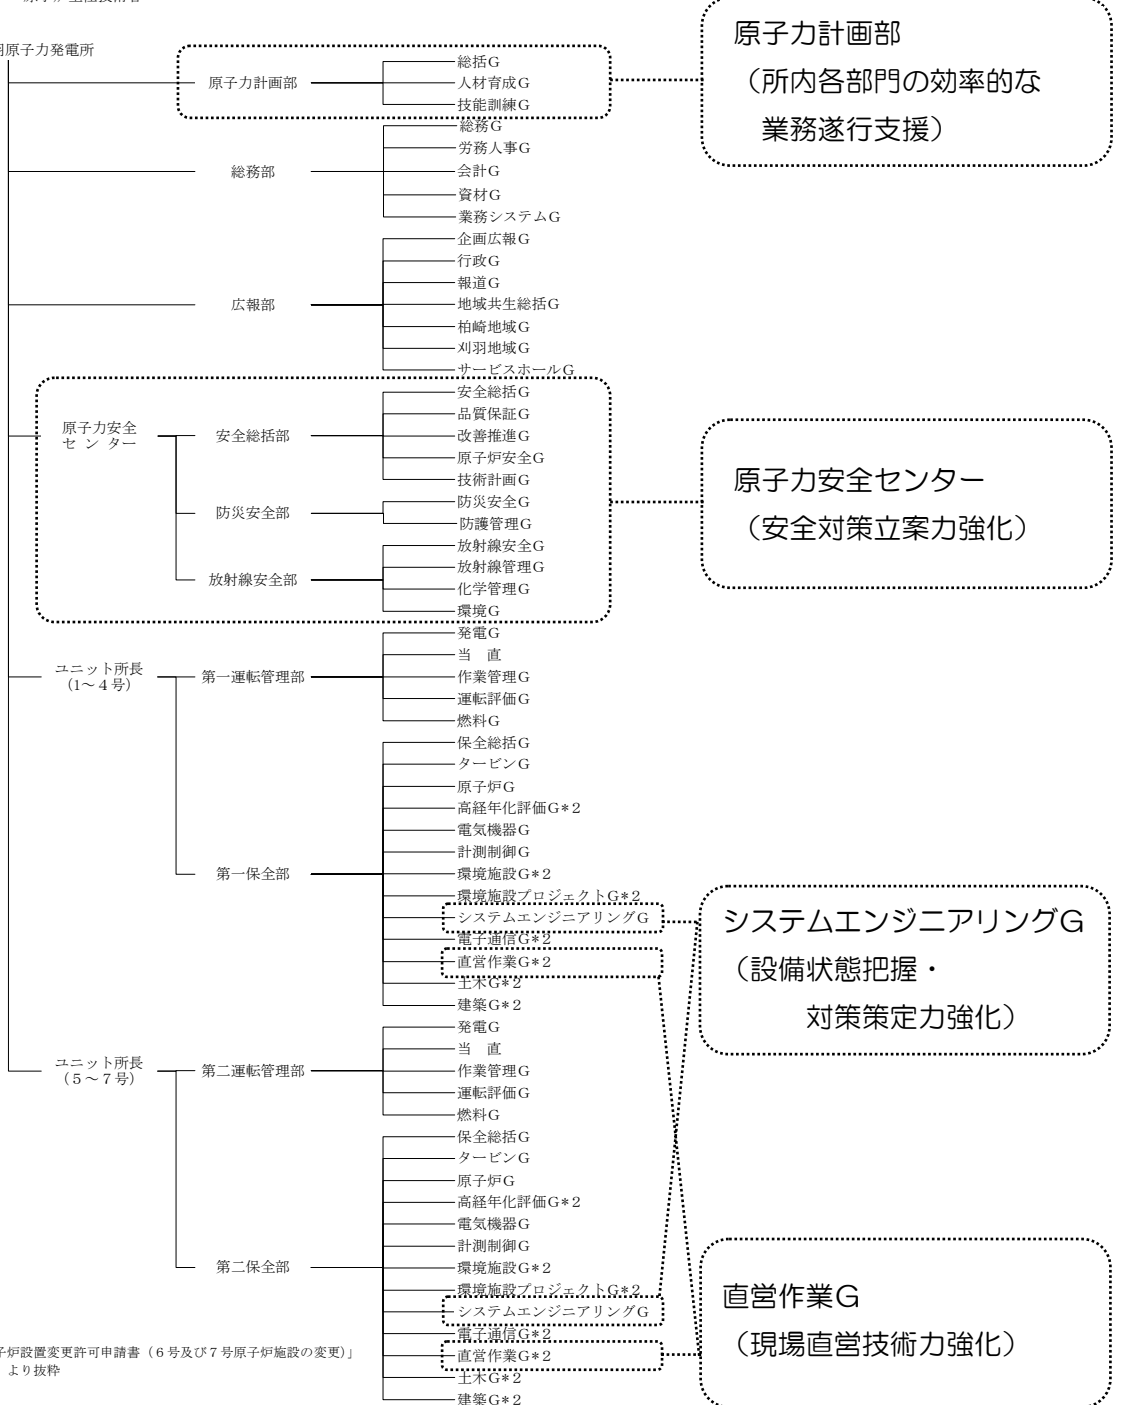 原子力発電所
原子力計画部
総括G
人材育成G
技能訓練G
原子力計画部
（所内各部門の効率的な
業務遂行支援）
総務部
総務G
労務人事G
会計G
資材G
業務システムG
広報部
企画広報G
行政G
報道G
地域共生総括G
柏崎地域G
刈羽地域G
サービスホールG
原子力安全
センター
安全総括部
安全総括G
品質保証G
改善推進G
原子炉安全G
技術計画G
防災安全部
防災安全G
防護管理G
放射線安全部
放射線安全G
放射線管理G
化学管理G
環境G
原子力安全センター
（安全対策立案力強化）
ユニット所長
（1～４号）
第一運転管理部
発電G
当　直
作業管理G
運転評価G
燃料G
第一保全部
保全総括G
タービンG
原子炉G
高経年化評価G＊2
電気機器G
計測制御G
環境施設G＊2
環境施設プロジェクトG＊2
システムエンジニアリングG
電子通信G＊2
直営作業G＊2
土木G＊2
建築G＊2
システムエンジニアリングG
（設備状態把握・
対策策定力強化）
ユニット所長
（５～７号）
第二運転管理部
発電G
当　直
作業管理G
運転評価G
燃料G
第二保全部
保全総括G
タービンG
原子炉G
高経年化評価G＊2
電気機器G
計測制御G
環境施設G＊2
環境施設プロジェクトG＊2
システムエンジニアリングG
電子通信G＊2
直営作業G＊2
土木G＊2
建築G＊2
直営作業G
（現場直営技術力強化）
炉設置変更許可申請書（６号及び７号原子炉施設の変更）」
より抜粋